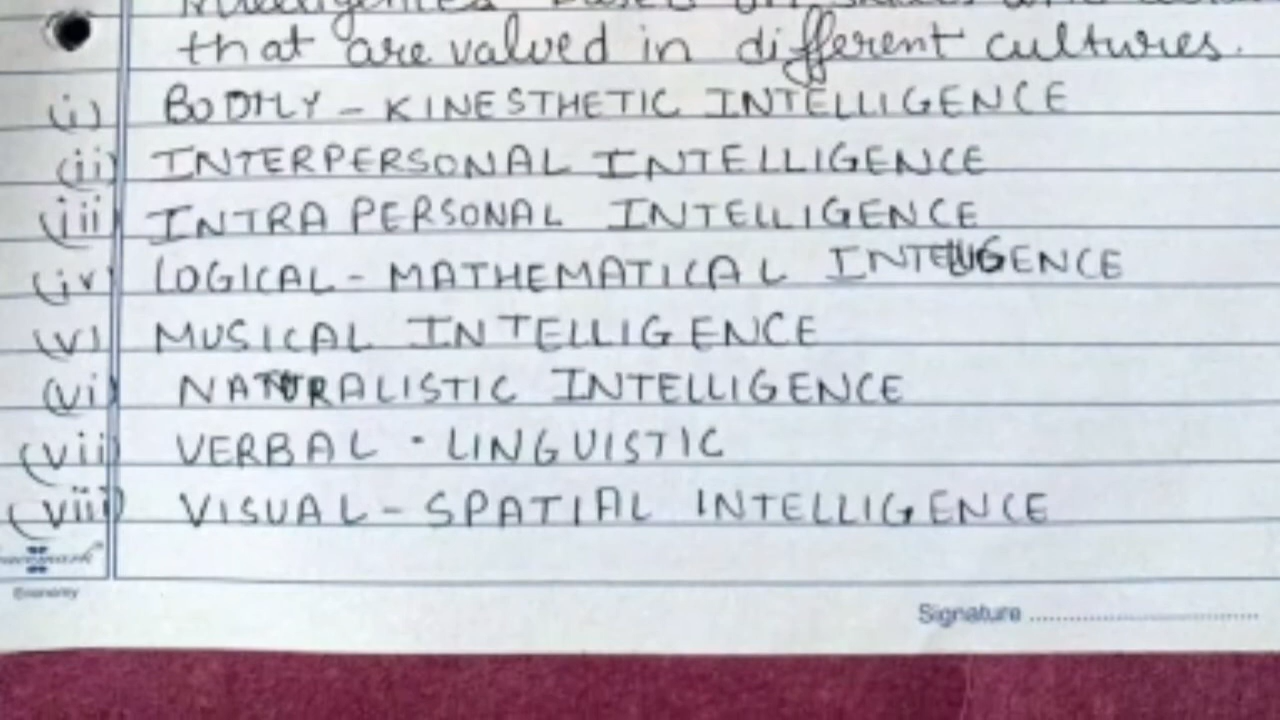 that are valued in different cultures.
(i) BODILY - KINESTHETIC INTELLIGENCE
(ii) INTERPERSONAL INTELLIGENCE
(iii) INTRA PERSONAL INTELLIGENCE
(iv) LOGICAL - MATHEMATICAL INTELLIGENCE
(v) MUSICAL INTELLIGENCE
(vi) NATURALISTIC INTELLIGENCE
(vii) VERBAL - LINGUISTIC
(viii) VISUAL - SPATIAL INTELLIGENCE
Economy
Signature ................................